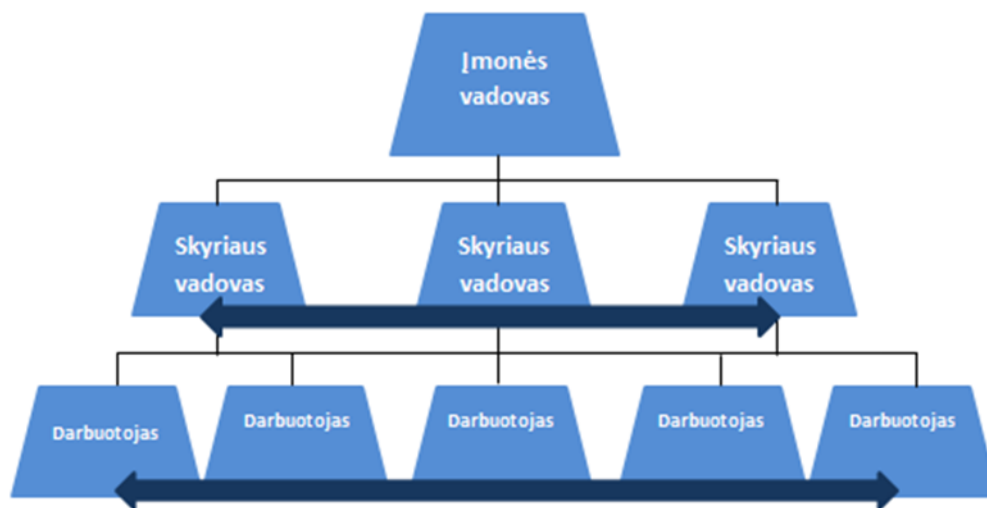 Įmonės
vadovas
Skyriaus
vadovas
Skyriaus
vadovas
Skyriaus
vadovas
Darbuotojas
Darbuotojas
Darbuotojas
Darbuotojas
Darbuotojas